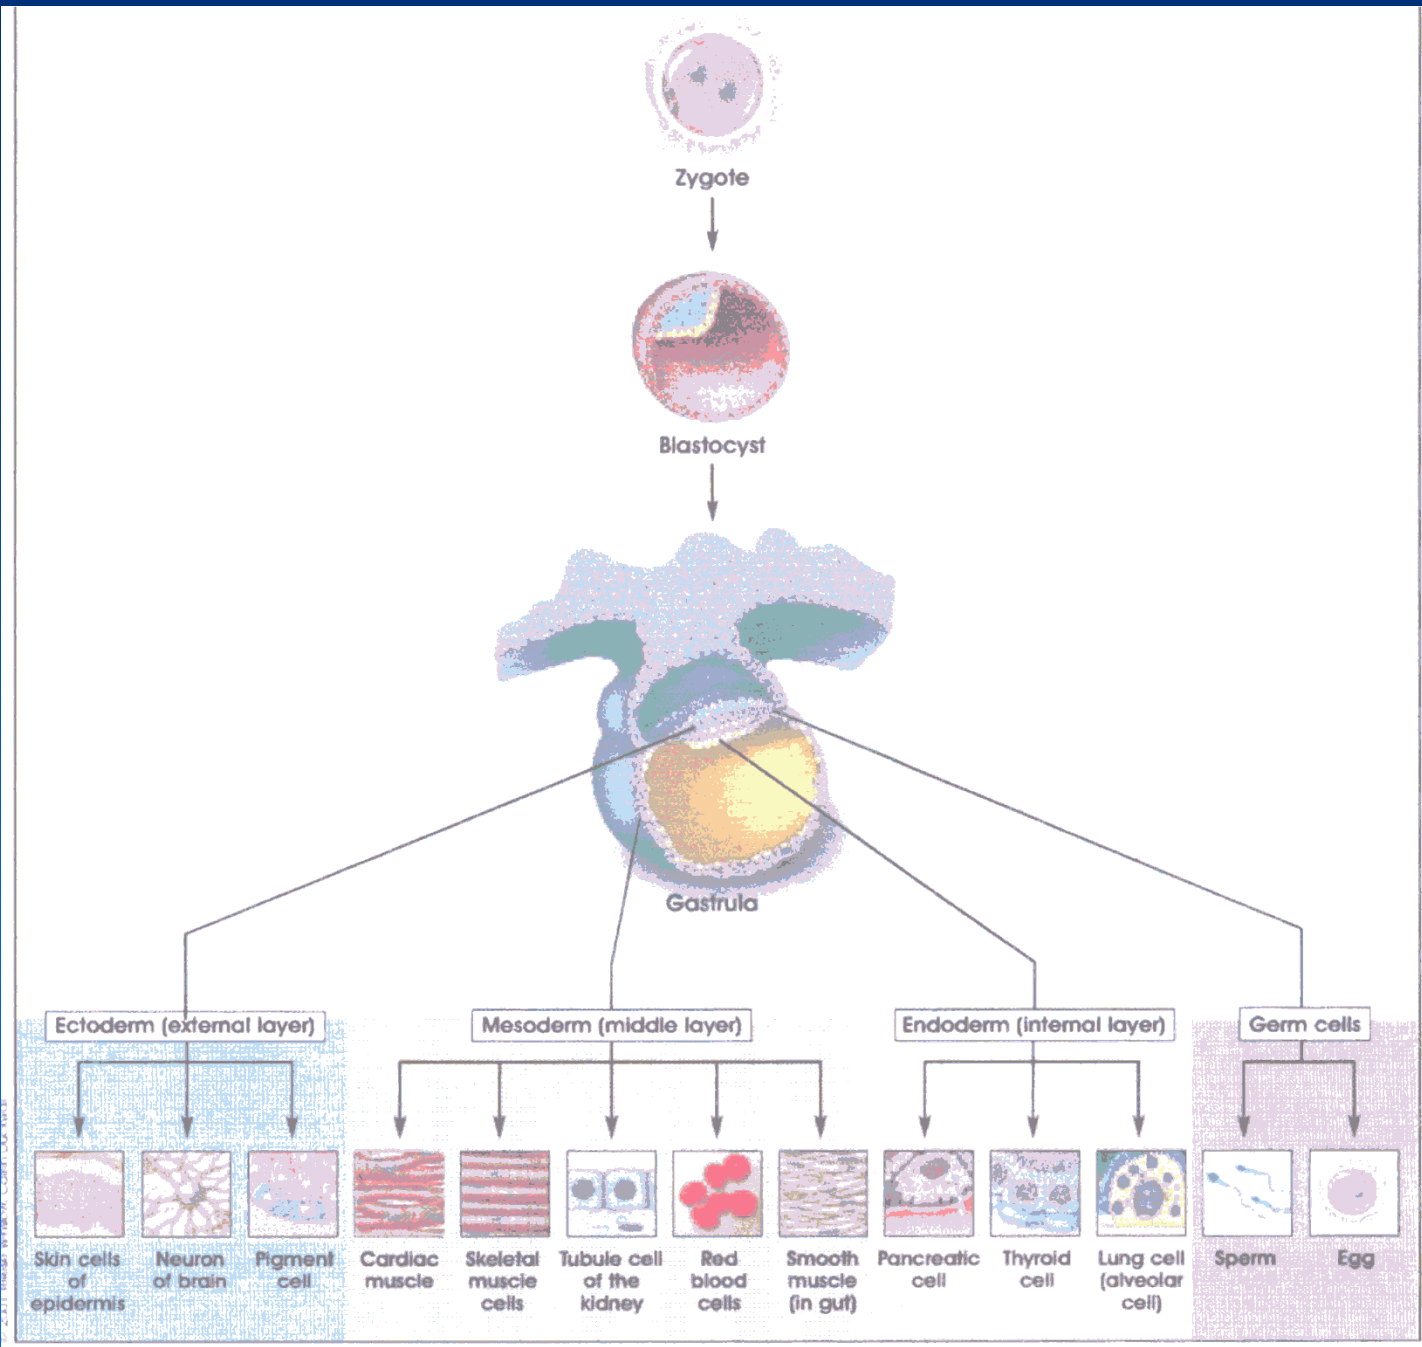 Zygote
Blastocyst
Gastrula
Ectoderm (external layer)
Mesoderm (middle layer)
Endoderm (internal layer)
Germ cells
Skin cells
of
epidermis
Neuron
of brain
Pigment
cell
Cardiac
muscle
Skeletal
muscle
cells
Tubule cell
of the
kidney
Red
blood
cells
Smooth
muscle
(in gut)
Pancreatic
cell
Thyroid
cell
Lung cell
(alveolar
cell)
Sperm
Egg